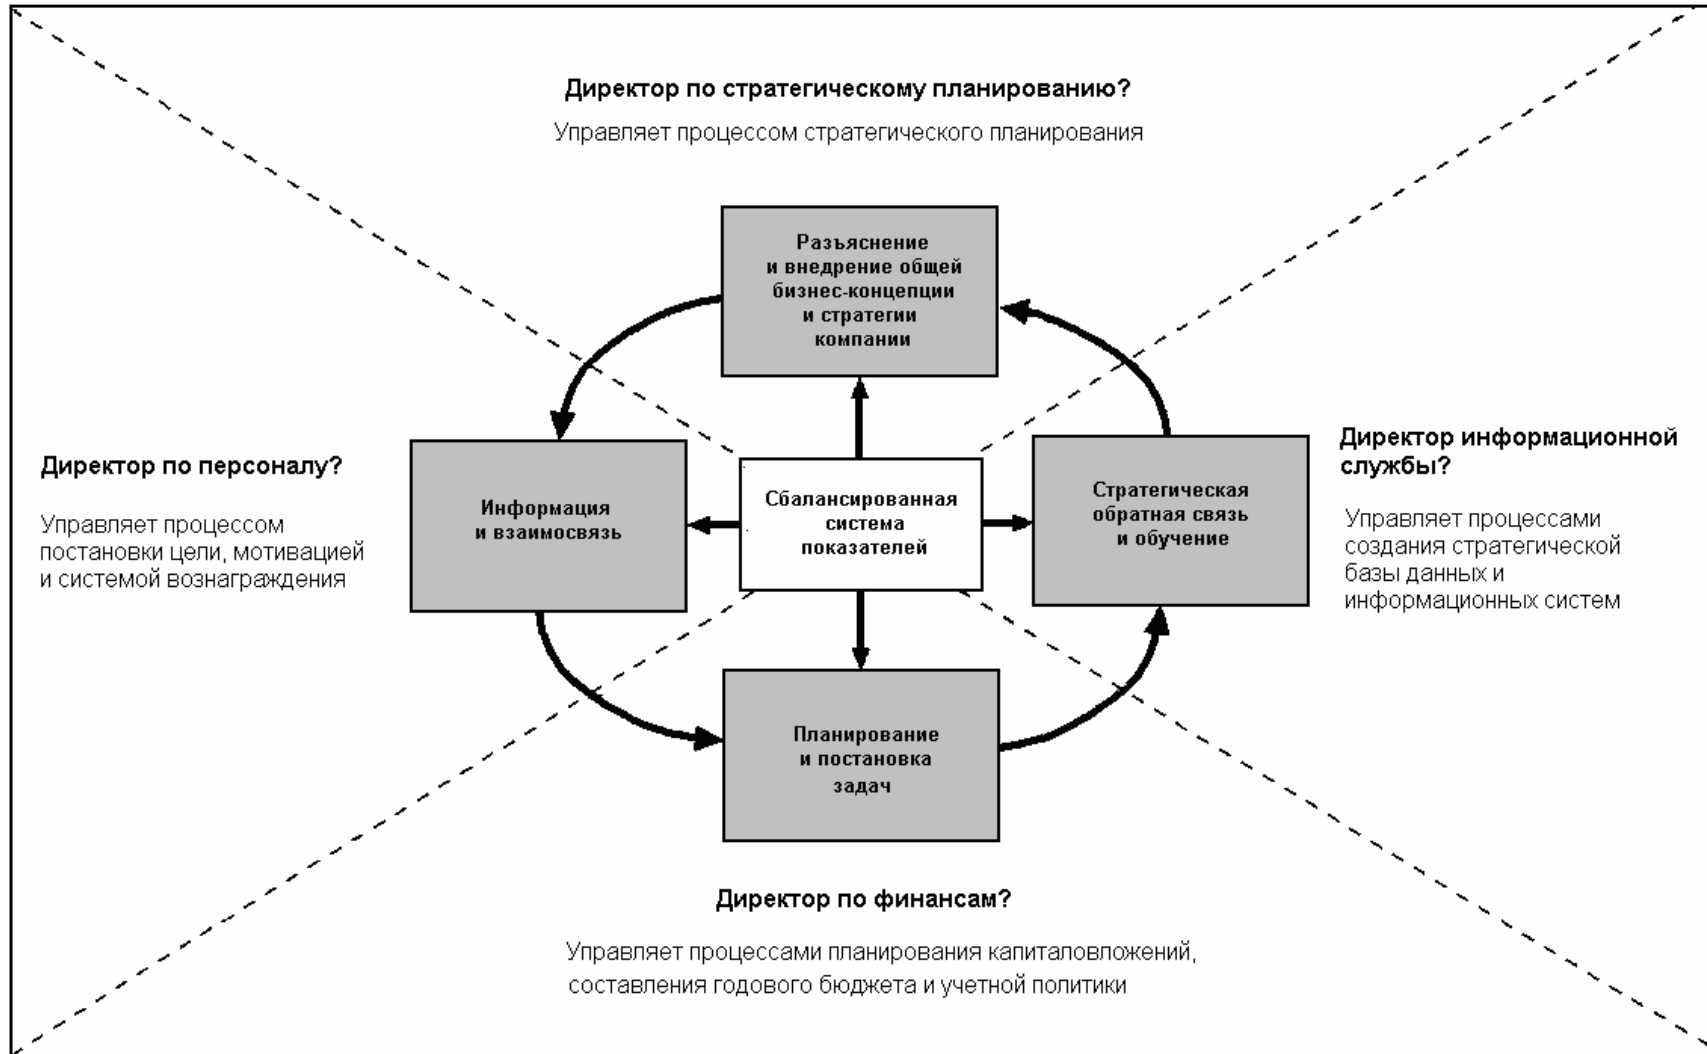 Директор по стратегическому планированию?
Управляет процессом стратегического планирования
Разъяснение
и внедрение общей
бизнес-концепции
и стратегии
компании
Директор по персоналу?
Управляет процессом
постановки цели, мотивацией
и системой вознаграждения
Информация
и взаимосвязь
Сбалансированная
система
показателей
Стратегическая
обратная связь
и обучение
Директор информационной
службы?
Управляет процессами
создания стратегической
базы данных и
информационных систем
Планирование
и постановка
задач
Директор по финансам?
Управляет процессами планирования капиталовложений,
составления годового бюджета и учетной политики